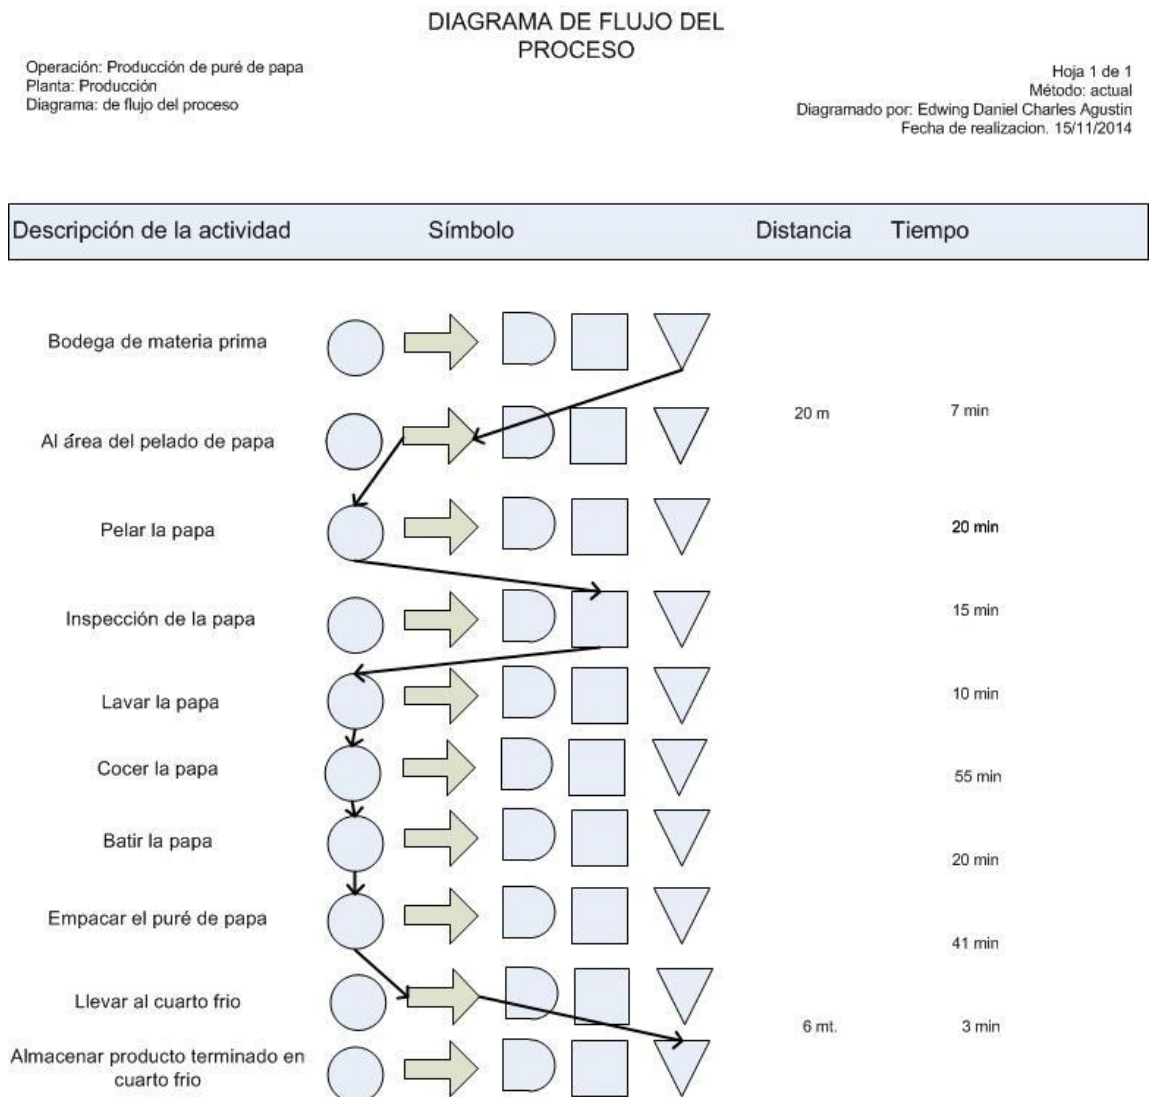 DIAGRAMA DE FLUJO DEL
PROCESO
Operación: Producción de puré de papa
Planta: Producción
Diagrama: de flujo del proceso
Hoja 1 de 1
Método: actual
Diagramado por: Edwing Daniel Charles Agustin
Fecha de realizacion. 15/11/2014
Descripción de la actividad Símbolo Distancia Tiempo
Bodega de materia prima
Al área del pelado de papa 20 m 7 min
Pelar la papa 20 min
Inspección de la papa 15 min
Lavar la papa 10 min
Cocer la papa 55 min
Batir la papa 20 min
Empacar el puré de papa 41 min
Llevar al cuarto frio 6 mt. 3 min
Almacenar producto terminado en
cuarto frio